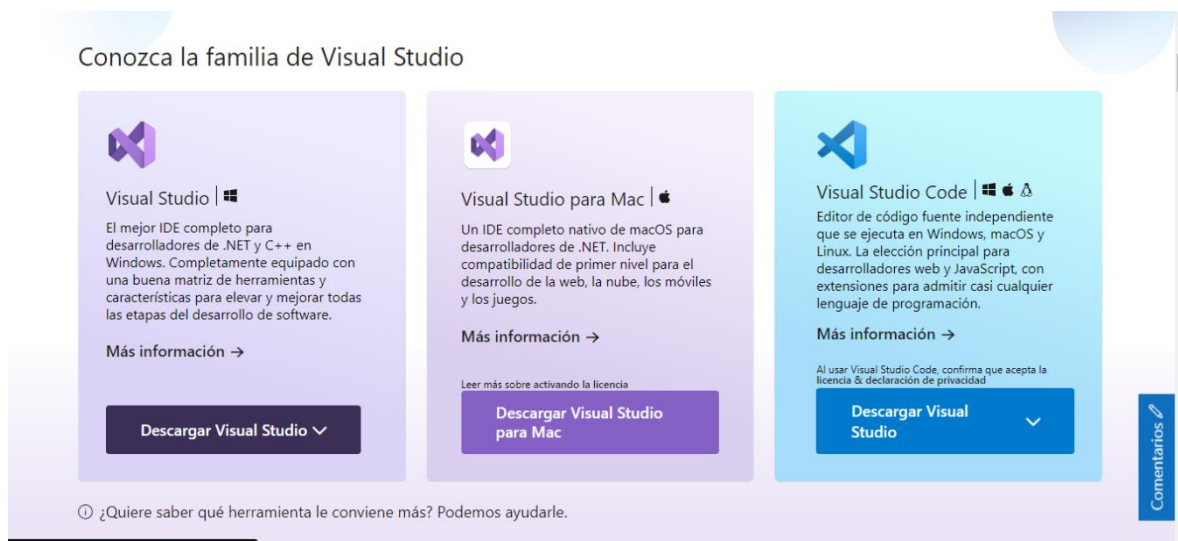 Conozca la familia de Visual Studio
Visual Studio
El mejor IDE completo para
desarrolladores de .NET y C++ en
Windows. Completamente equipado con
una buena matriz de herramientas y
características para elevar y mejorar todas
las etapas del desarrollo de software.
Más información →
Descargar Visual Studio
Visual Studio para Mac
Un IDE completo nativo de macOS para
desarrolladores de .NET. Incluye
compatibilidad de primer nivel para el
desarrollo de la web, la nube, los móviles
y los juegos.
Más información →
Leer más sobre activando la licencia
Descargar Visual Studio
para Mac
Visual Studio Code
Editor de código fuente independiente
que se ejecuta en Windows, macOS y
Linux. La elección principal para
desarrolladores web y JavaScript, con
extensiones para admitir casi cualquier
lenguaje de programación.
Más información →
Al usar Visual Studio Code, confirma que acepta la
licencia & declaración de privacidad
Descargar Visual
Studio
Comentarios
¿Quiere saber qué herramienta le conviene más? Podemos ayudarle.